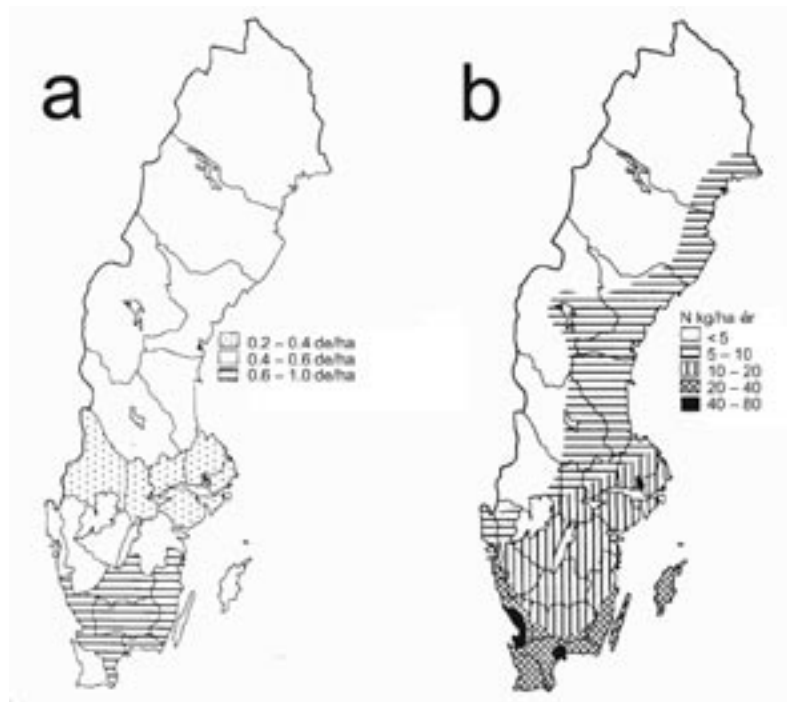 a
b
0.2 – 0.4 de/ha
0.4 – 0.6 de/ha
0.6 – 1.0 de/ha
N kg/ha år
< 5
5 – 10
10 – 20
20 – 40
40 – 80